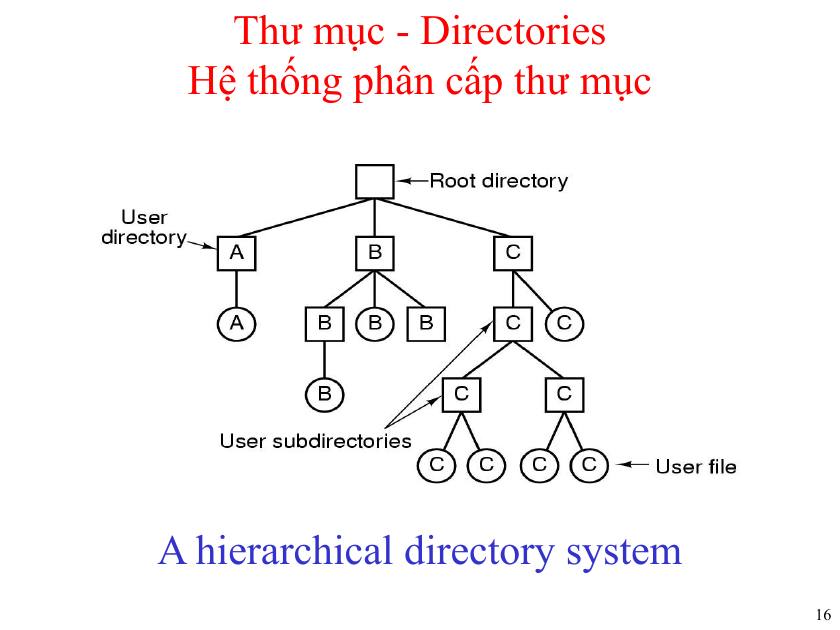 Thư mục - Directories
Hệ thống phân cấp thư mục
Root directory
User
directory
A B C
A B B B C C
B C C
User subdirectories
C C C C
User file
A hierarchical directory system
16